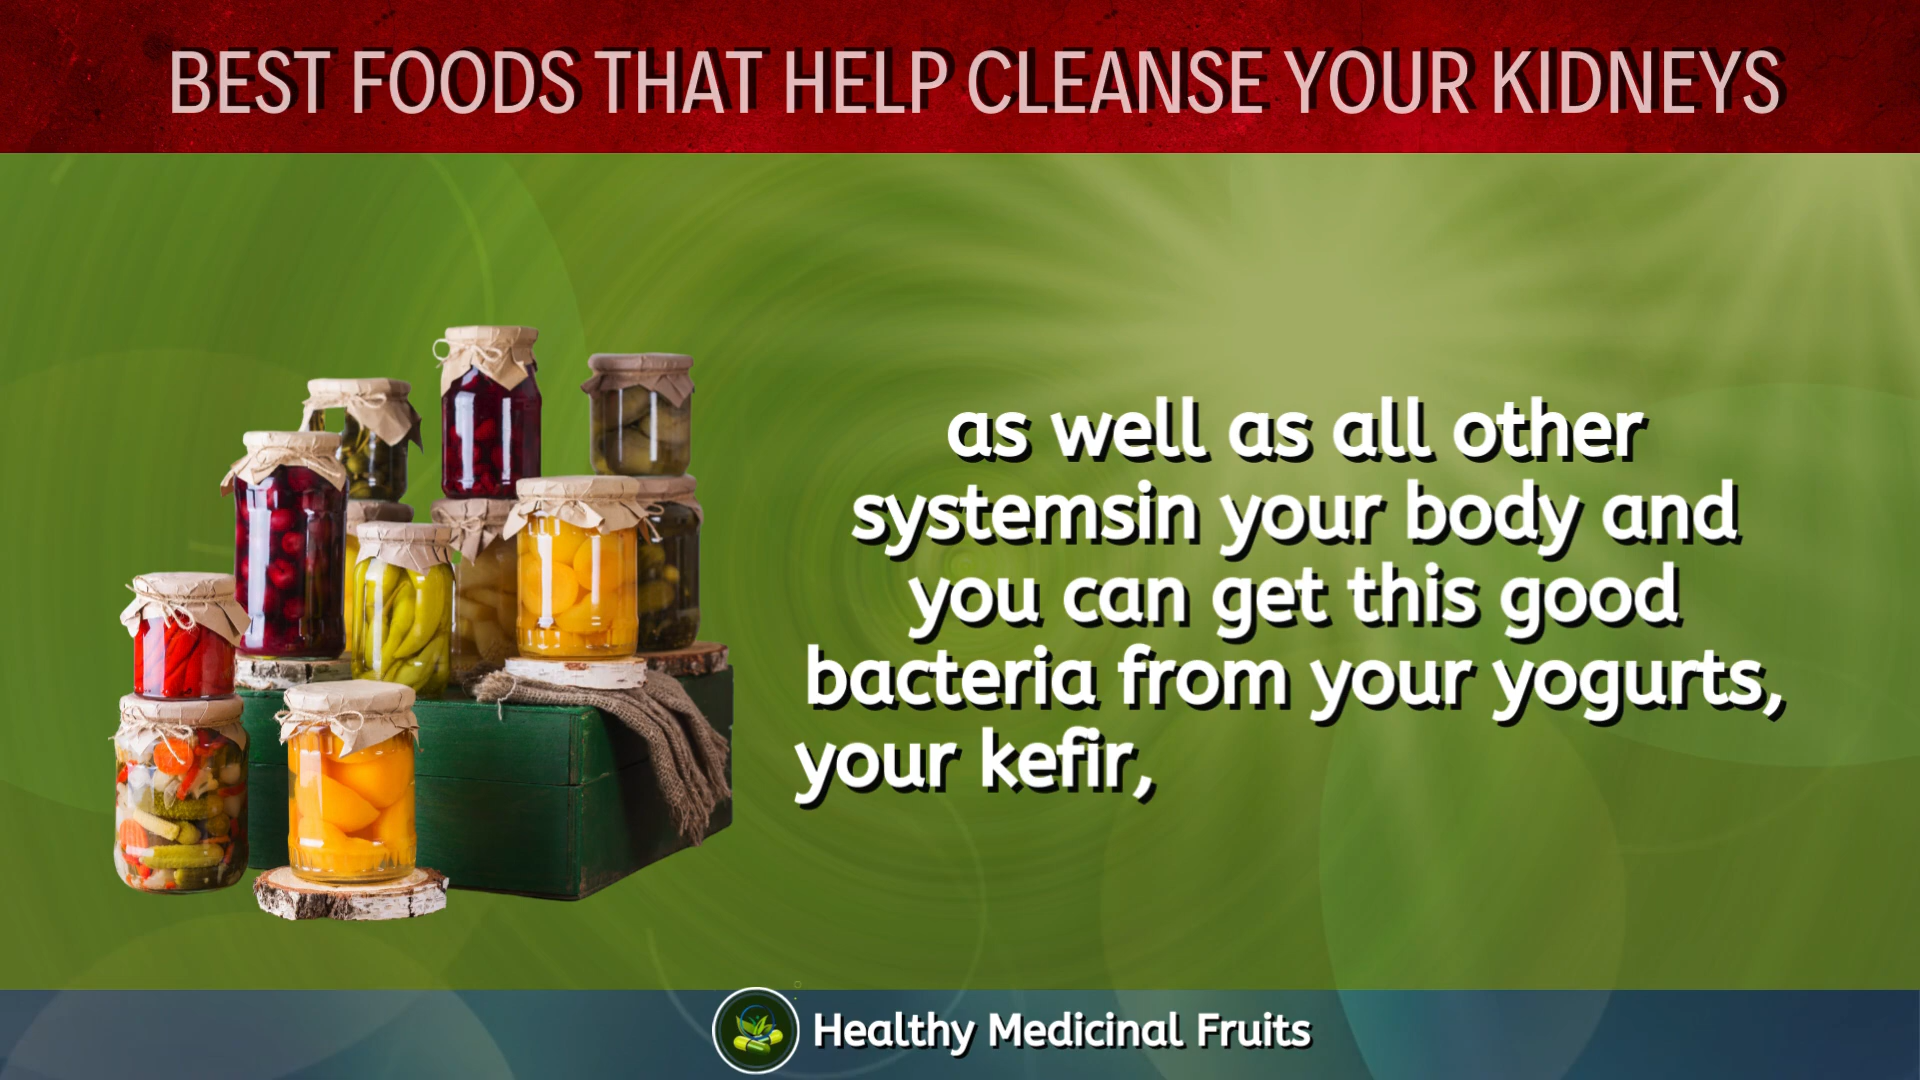 BEST FOODS THAT HELP CLEANSE YOUR KIDNEYS
as well as all other
systemsin your body and
you can get this good
bacteria from your yogurts,
your kefir,
Healthy Medicinal Fruits